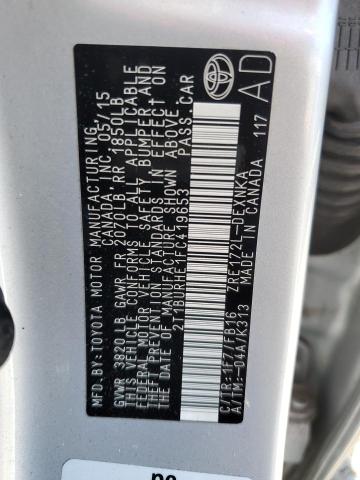 MFD. BY: TOYOTA MOTOR MANUFACTURING
CANADA, INC. 05/15
GVWR 3820 LB GAWR FR 2070LB, RR 1850LB
THIS VEHICLE CONFORMS TO ALL APPLICABLE
FEDERAL MOTOR VEHICLE SAFETY, BUMPER AND
THEFT PREVENTION STANDARDS IN EFFECT ON
THE DATE OF MANUFACTURE SHOWN ABOVE.
2T1BURHE1FC419653 PASS. CAR
C/TR: 1F7/FB16 ZRE172L-DEXNKA
A/TM: -04A/K313 MADE IN CANADA 117
TOYOTA
AD